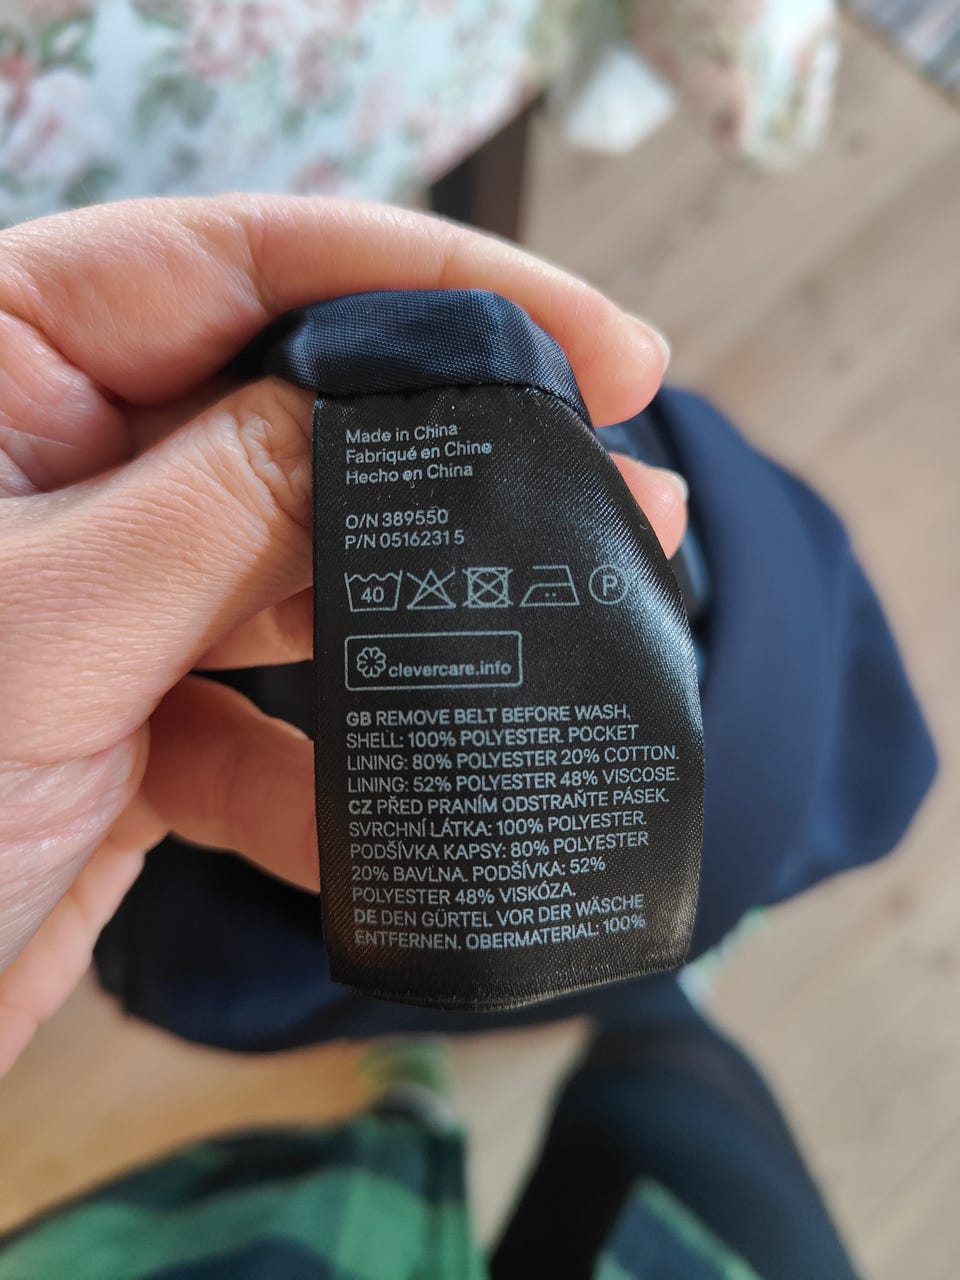 Made in China
Fabriqué en Chine
Hecho en China
O/N 389550
P/N 05162315
40 P
clevercare.info
GB REMOVE BELT BEFORE WASH,
SHELL: 100% POLYESTER. POCKET
LINING: 80% POLYESTER 20% COTTON.
LINING: 52% POLYESTER 48% VISCOSE.
CZ PŘED PRANÍM ODSTRAŇTE PÁSEK.
SVRCHNÍ LÁTKA: 100% POLYESTER.
PODŠÍVKA KAPSY: 80% POLYESTER
20% BAVLNA. PODŠÍVKA: 52%
POLYESTER 48% VISKÓZA.
DE DEN GÜRTEL VOR DER WÄSCHE
ENTFERNEN. OBERMATERIAL: 100%